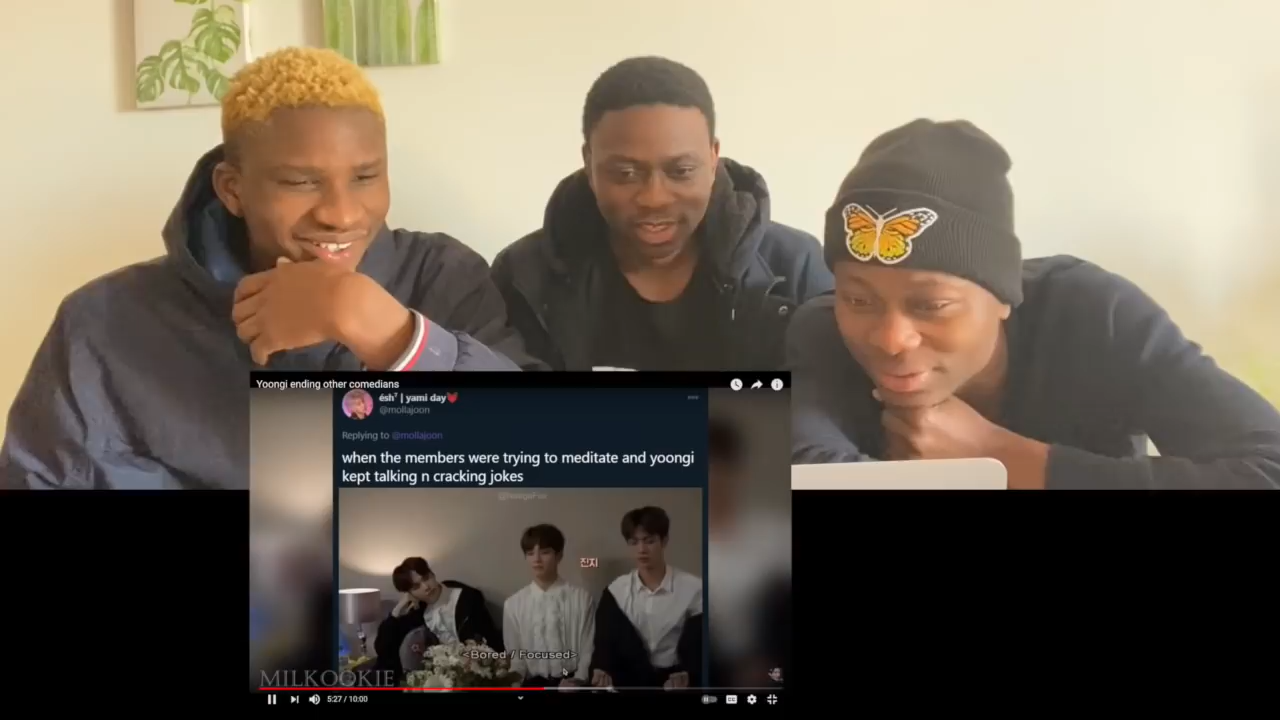 Yoongi ending other comedians
ésh⁷ | yami day💓
@mollajoon
Replying to @mollajoon
when the members were trying to meditate and yoongi
kept talking n cracking jokes
진지
<Bored / Focused>
MILKOOKIE
5:27 / 10:00